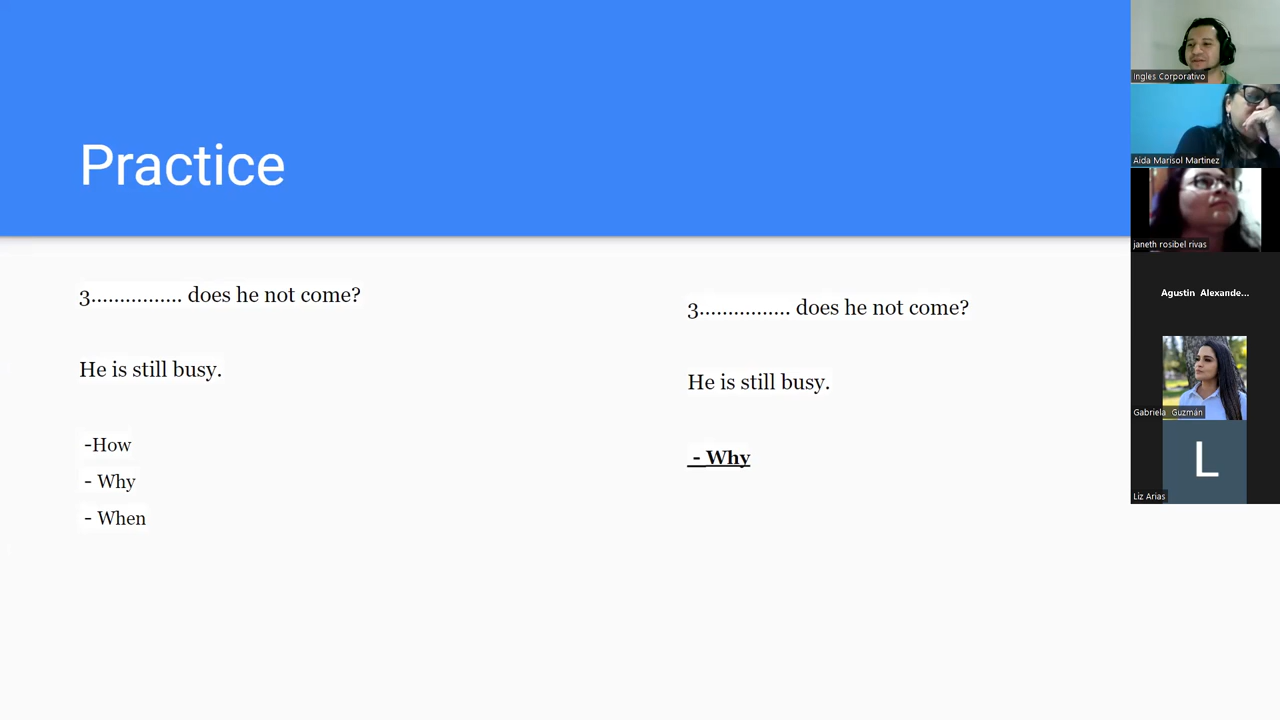 Practice
3................ does he not come?
He is still busy.
-How
- Why
- When
3................ does he not come?
He is still busy.
- Why
Ingles Corporativo
Aida Marisol Martinez
janeth rosibel rivas
Agustin Alexande...
Gabriela Guzmán
L
Liz Arias